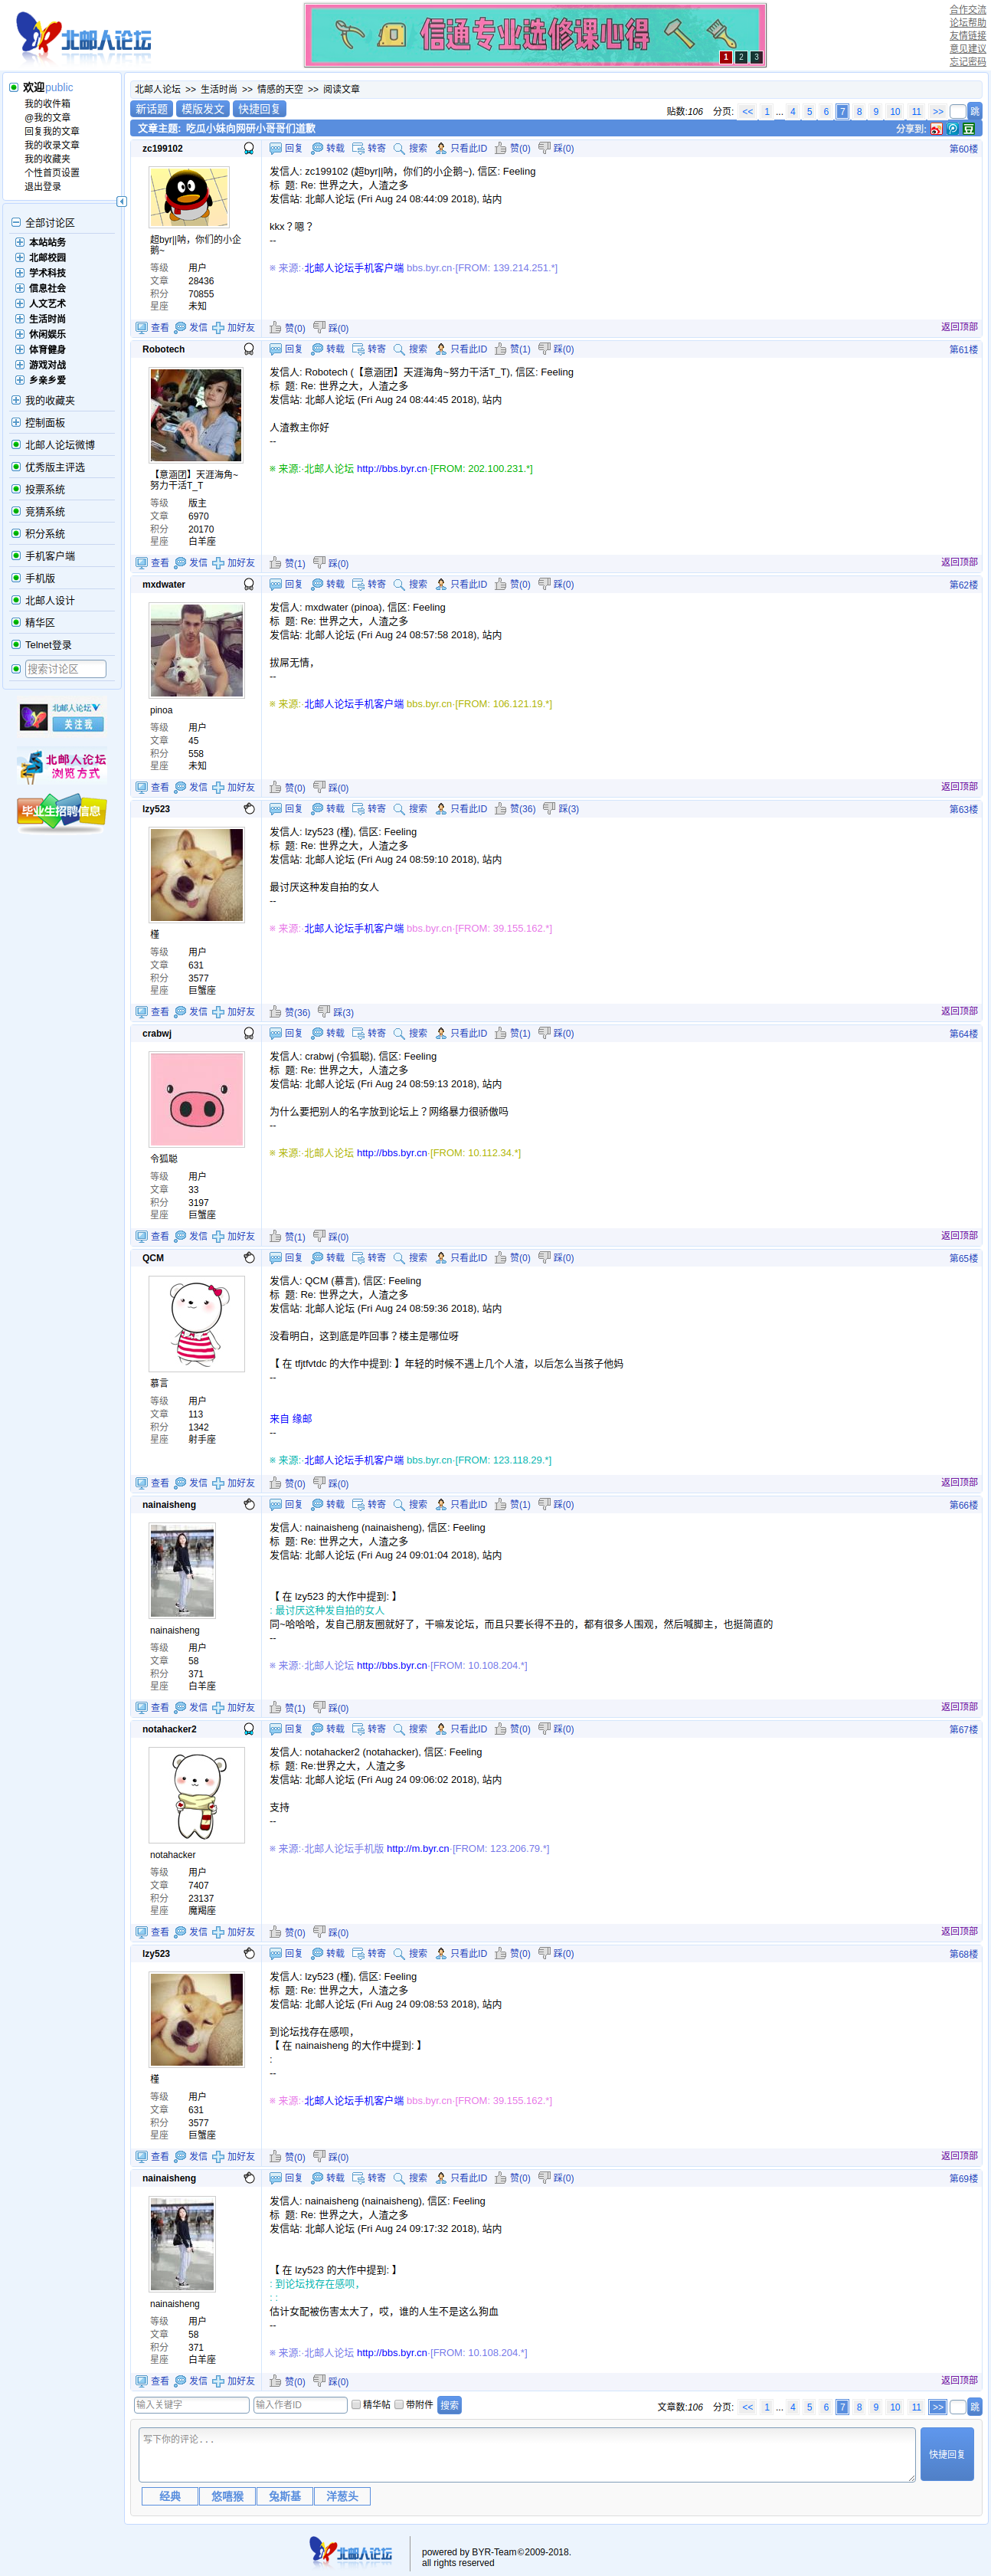 北邮人论坛
信通专业选修课心得
1 2 3
合作交流
论坛帮助
友情链接
意见建议
忘记密码
欢迎public
我的收件箱
@我的文章
回复我的文章
我的收录文章
我的收藏夹
个性首页设置
退出登录
全部讨论区
本站站务
北邮校园
学术科技
信息社会
人文艺术
生活时尚
休闲娱乐
体育健身
游戏对战
乡亲乡爱
我的收藏夹
控制面板
北邮人论坛微博
优秀版主评选
投票系统
竞猜系统
积分系统
手机客户端
手机版
北邮人设计
精华区
Telnet登录
搜索讨论区
北邮人论坛
关注我
北邮人论坛
浏览方式
毕业生招聘信息
北邮人论坛 >> 生活时尚 >> 情感的天空 >> 阅读文章
新话题 模版发文 快捷回复
贴数:106 分页: << 1 ... 4 5 6 7 8 9 10 11 >> 跳
文章主题: 吃瓜小妹向网研小哥哥们道歉
分享到:
zc199102 回复 转载 转寄 搜索 只看此ID 赞(0) 踩(0) 第60楼
超byr||呐，你们的小企鹅~
等级 用户
文章 28436
积分 70855
星座 未知
发信人: zc199102 (超byr||呐，你们的小企鹅~), 信区: Feeling
标 题: Re: 世界之大，人渣之多
发信站: 北邮人论坛 (Fri Aug 24 08:44:09 2018), 站内
kkx？嗯？
--
※ 来源:·北邮人论坛手机客户端 bbs.byr.cn·[FROM: 139.214.251.*]
查看 发信 加好友 赞(0) 踩(0) 返回顶部
Robotech 回复 转载 转寄 搜索 只看此ID 赞(1) 踩(0) 第61楼
【意涵团】天涯海角~努力干活T_T
等级 版主
文章 6970
积分 20170
星座 白羊座
发信人: Robotech (【意涵团】天涯海角~努力干活T_T), 信区: Feeling
标 题: Re: 世界之大，人渣之多
发信站: 北邮人论坛 (Fri Aug 24 08:44:45 2018), 站内
人渣教主你好
--
※ 来源:·北邮人论坛 http://bbs.byr.cn·[FROM: 202.100.231.*]
查看 发信 加好友 赞(1) 踩(0) 返回顶部
mxdwater 回复 转载 转寄 搜索 只看此ID 赞(0) 踩(0) 第62楼
pinoa
等级 用户
文章 45
积分 558
星座 未知
发信人: mxdwater (pinoa), 信区: Feeling
标 题: Re: 世界之大，人渣之多
发信站: 北邮人论坛 (Fri Aug 24 08:57:58 2018), 站内
拔屌无情，
--
※ 来源:·北邮人论坛手机客户端 bbs.byr.cn·[FROM: 106.121.19.*]
查看 发信 加好友 赞(0) 踩(0) 返回顶部
lzy523 回复 转载 转寄 搜索 只看此ID 赞(36) 踩(3) 第63楼
槿
等级 用户
文章 631
积分 3577
星座 巨蟹座
发信人: lzy523 (槿), 信区: Feeling
标 题: Re: 世界之大，人渣之多
发信站: 北邮人论坛 (Fri Aug 24 08:59:10 2018), 站内
最讨厌这种发自拍的女人
--
※ 来源:·北邮人论坛手机客户端 bbs.byr.cn·[FROM: 39.155.162.*]
查看 发信 加好友 赞(36) 踩(3) 返回顶部
crabwj 回复 转载 转寄 搜索 只看此ID 赞(1) 踩(0) 第64楼
令狐聪
等级 用户
文章 33
积分 3197
星座 巨蟹座
发信人: crabwj (令狐聪), 信区: Feeling
标 题: Re: 世界之大，人渣之多
发信站: 北邮人论坛 (Fri Aug 24 08:59:13 2018), 站内
为什么要把别人的名字放到论坛上？网络暴力很骄傲吗
--
※ 来源:·北邮人论坛 http://bbs.byr.cn·[FROM: 10.112.34.*]
查看 发信 加好友 赞(1) 踩(0) 返回顶部
QCM 回复 转载 转寄 搜索 只看此ID 赞(0) 踩(0) 第65楼
慕言
等级 用户
文章 113
积分 1342
星座 射手座
发信人: QCM (慕言), 信区: Feeling
标 题: Re: 世界之大，人渣之多
发信站: 北邮人论坛 (Fri Aug 24 08:59:36 2018), 站内
没看明白，这到底是咋回事？楼主是哪位呀
【 在 tfjtfvtdc 的大作中提到: 】年轻的时候不遇上几个人渣，以后怎么当孩子他妈
--
来自 缘邮
--
※ 来源:·北邮人论坛手机客户端 bbs.byr.cn·[FROM: 123.118.29.*]
查看 发信 加好友 赞(0) 踩(0) 返回顶部
nainaisheng 回复 转载 转寄 搜索 只看此ID 赞(1) 踩(0) 第66楼
nainaisheng
等级 用户
文章 58
积分 371
星座 白羊座
发信人: nainaisheng (nainaisheng), 信区: Feeling
标 题: Re: 世界之大，人渣之多
发信站: 北邮人论坛 (Fri Aug 24 09:01:04 2018), 站内
【 在 lzy523 的大作中提到: 】
: 最讨厌这种发自拍的女人
同~哈哈哈，发自己朋友圈就好了，干嘛发论坛，而且只要长得不丑的，都有很多人围观，然后喊脚主，也挺简直的
--
※ 来源:·北邮人论坛 http://bbs.byr.cn·[FROM: 10.108.204.*]
查看 发信 加好友 赞(1) 踩(0) 返回顶部
notahacker2 回复 转载 转寄 搜索 只看此ID 赞(0) 踩(0) 第67楼
notahacker
等级 用户
文章 7407
积分 23137
星座 魔羯座
发信人: notahacker2 (notahacker), 信区: Feeling
标 题: Re:世界之大，人渣之多
发信站: 北邮人论坛 (Fri Aug 24 09:06:02 2018), 站内
支持
--
※ 来源:·北邮人论坛手机版 http://m.byr.cn·[FROM: 123.206.79.*]
查看 发信 加好友 赞(0) 踩(0) 返回顶部
lzy523 回复 转载 转寄 搜索 只看此ID 赞(0) 踩(0) 第68楼
槿
等级 用户
文章 631
积分 3577
星座 巨蟹座
发信人: lzy523 (槿), 信区: Feeling
标 题: Re: 世界之大，人渣之多
发信站: 北邮人论坛 (Fri Aug 24 09:08:53 2018), 站内
到论坛找存在感呗，
【 在 nainaisheng 的大作中提到: 】
:
--
※ 来源:·北邮人论坛手机客户端 bbs.byr.cn·[FROM: 39.155.162.*]
查看 发信 加好友 赞(0) 踩(0) 返回顶部
nainaisheng 回复 转载 转寄 搜索 只看此ID 赞(0) 踩(0) 第69楼
nainaisheng
等级 用户
文章 58
积分 371
星座 白羊座
发信人: nainaisheng (nainaisheng), 信区: Feeling
标 题: Re: 世界之大，人渣之多
发信站: 北邮人论坛 (Fri Aug 24 09:17:32 2018), 站内
【 在 lzy523 的大作中提到: 】
: 到论坛找存在感呗，
: :
估计女配被伤害太大了，哎，谁的人生不是这么狗血
--
※ 来源:·北邮人论坛 http://bbs.byr.cn·[FROM: 10.108.204.*]
查看 发信 加好友 赞(0) 踩(0) 返回顶部
输入关键字 输入作者ID 精华帖 带附件 搜索
文章数:106 分页: << 1 ... 4 5 6 7 8 9 10 11 >> 跳
写下你的评论...
快捷回复
经典 悠嘻猴 兔斯基 洋葱头
北邮人论坛
powered by BYR-Team©2009-2018.
all rights reserved